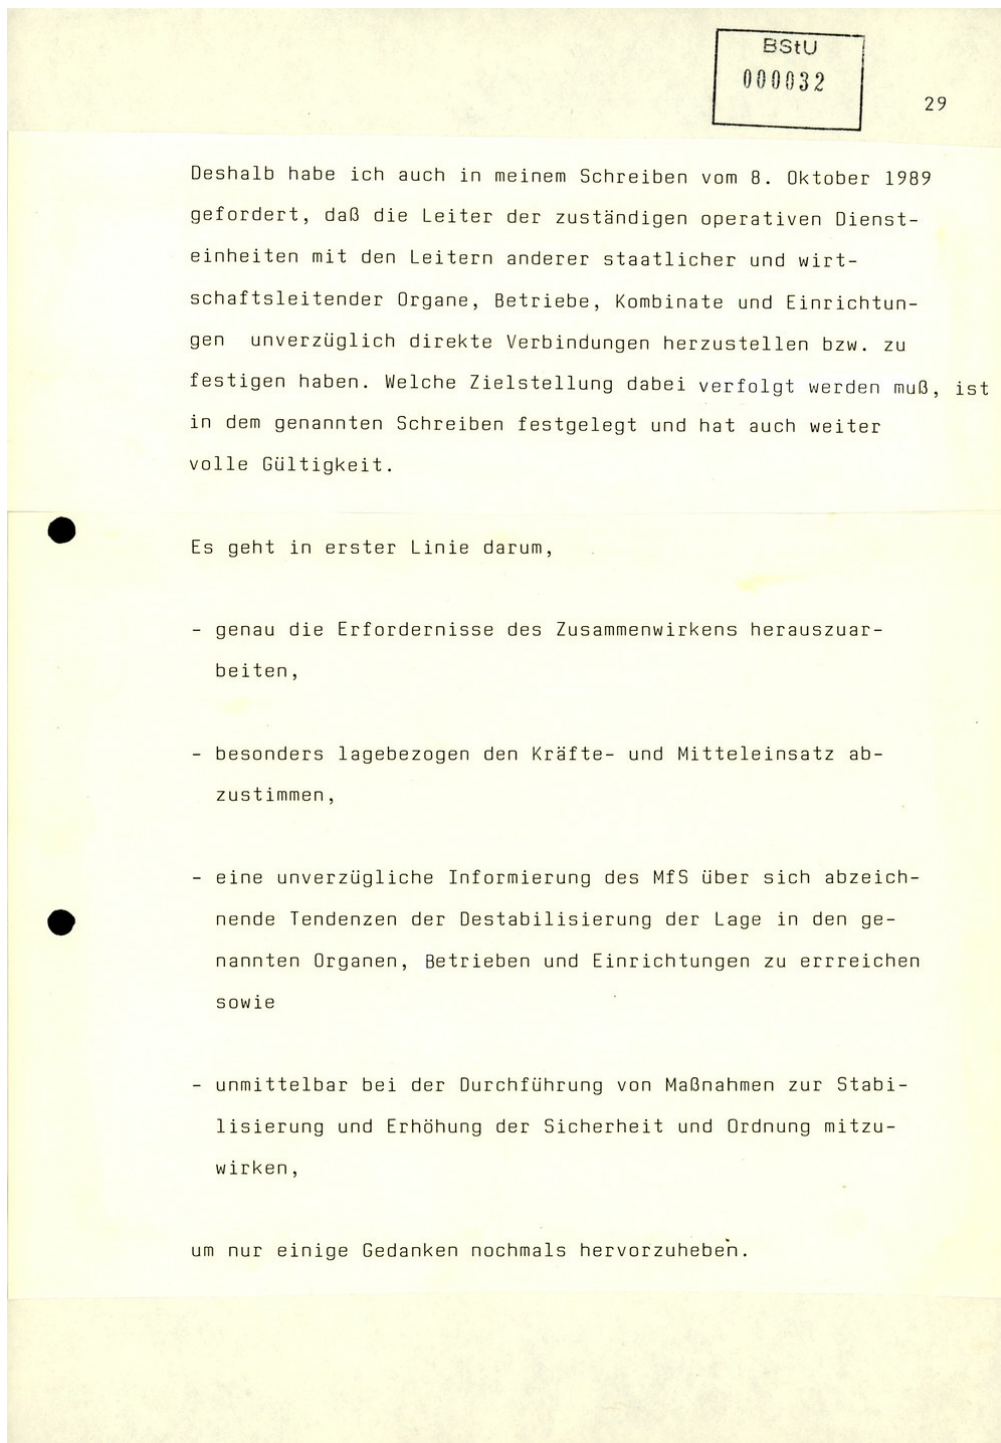 BStU
000032
29
Deshalb habe ich auch in meinem Schreiben vom 8. Oktober 1989
gefordert, daß die Leiter der zuständigen operativen Dienst-
einheiten mit den Leitern anderer staatlicher und wirt-
schaftsleitender Organe, Betriebe, Kombinate und Einrichtun-
gen unverzüglich direkte Verbindungen herzustellen bzw. zu
festigen haben. Welche Zielstellung dabei verfolgt werden muß, ist
in dem genannten Schreiben festgelegt und hat auch weiter
volle Gültigkeit.
Es geht in erster Linie darum,
- genau die Erfordernisse des Zusammenwirkens herauszuar-
beiten,
- besonders lagebezogen den Kräfte- und Mitteleinsatz ab-
zustimmen,
- eine unverzügliche Informierung des MfS über sich abzeich-
nende Tendenzen der Destabilisierung der Lage in den ge-
nannten Organen, Betrieben und Einrichtungen zu errreichen
sowie
- unmittelbar bei der Durchführung von Maßnahmen zur Stabi-
lisierung und Erhöhung der Sicherheit und Ordnung mitzu-
wirken,
um nur einige Gedanken nochmals hervorzuheben.